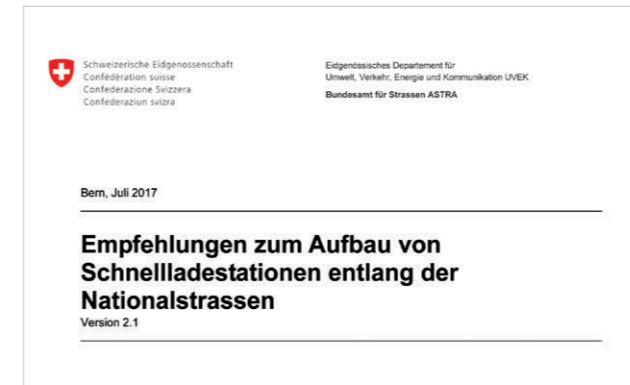 Schweizerische Eidgenossenschaft
Confédération suisse
Confederazione Svizzera
Confederaziun svizra
Eidgenössisches Departement für
Umwelt, Verkehr, Energie und Kommunikation UVEK
Bundesamt für Strassen ASTRA
Bern, Juli 2017
Empfehlungen zum Aufbau von
Schnellladestationen entlang der
Nationalstrassen
Version 2.1